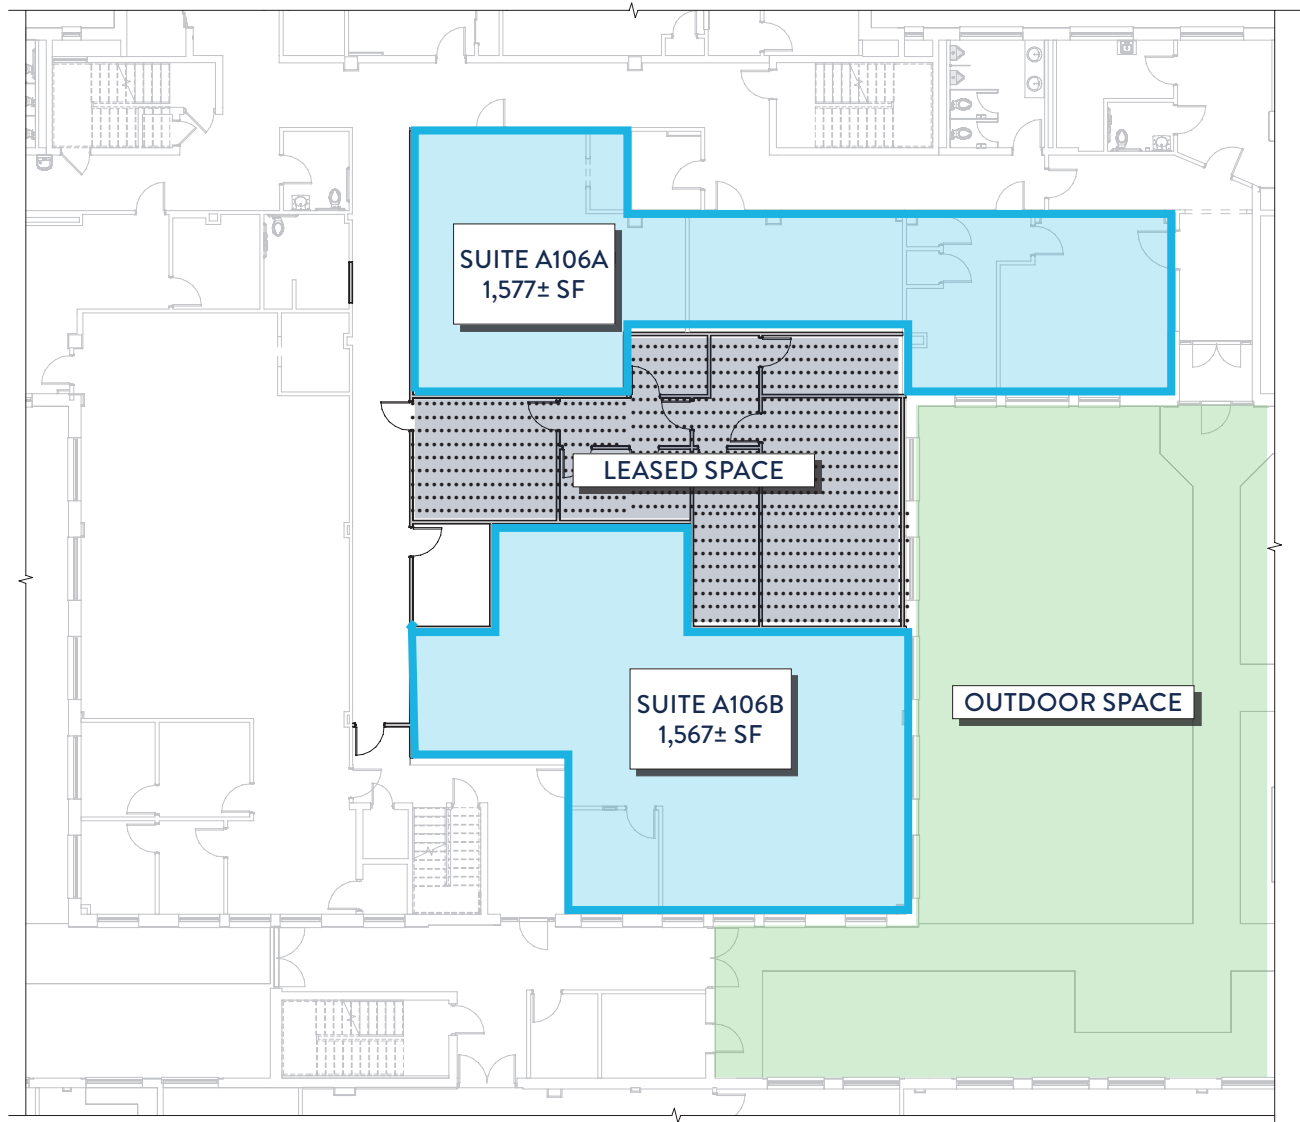 SUITE A106A
1,577± SF
LEASED SPACE
SUITE A106B
1,567± SF
OUTDOOR SPACE